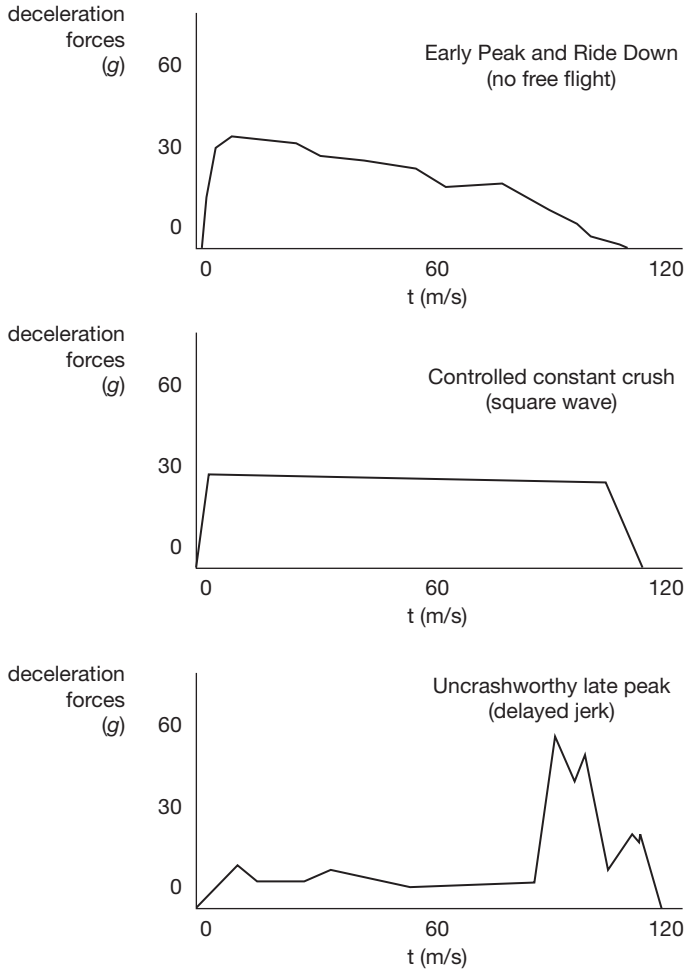 deceleration
forces
(g)
60
30
0
Early Peak and Ride Down
(no free flight)
0 60 120
t (m/s)
deceleration
forces
(g)
60
30
0
Controlled constant crush
(square wave)
0 60 120
t (m/s)
deceleration
forces
(g)
60
30
0
Uncrashworthy late peak
(delayed jerk)
0 60 120
t (m/s)